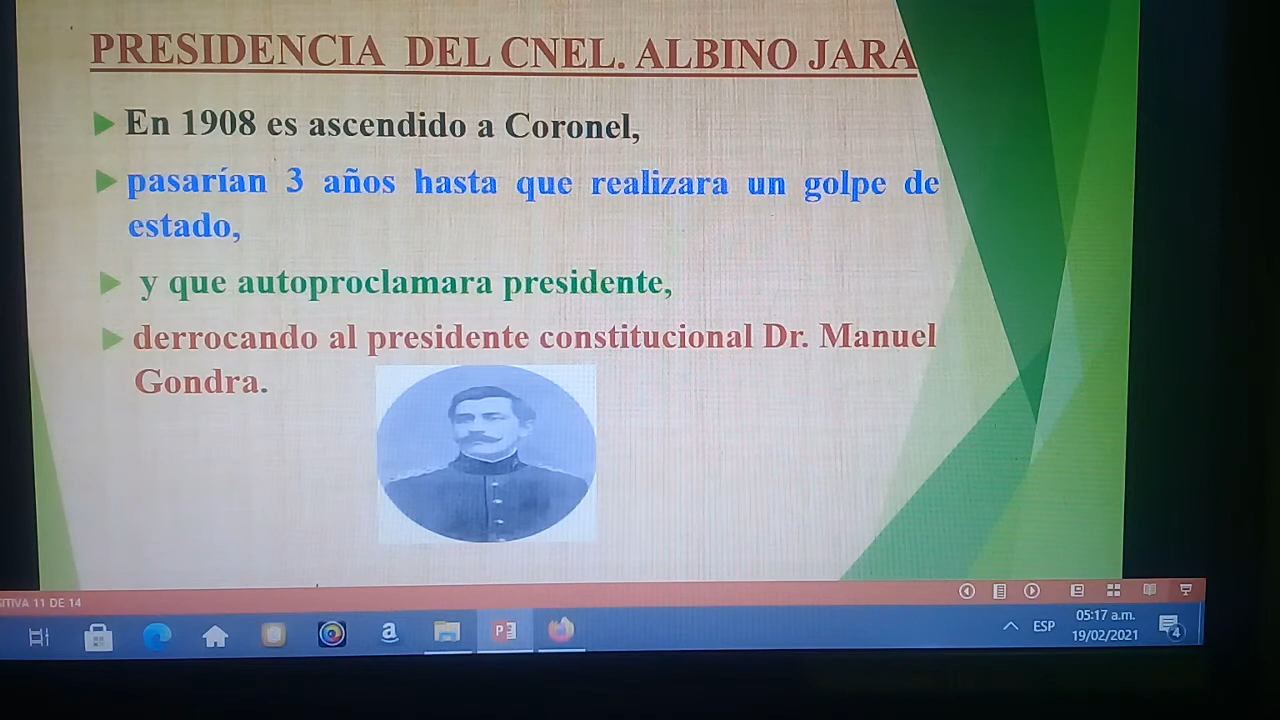 PRESIDENCIA DEL CNEL. ALBINO JARA
En 1908 es ascendido a Coronel,
pasarían 3 años hasta que realizara un golpe de
estado,
y que autoproclamara presidente,
derrocando al presidente constitucional Dr. Manuel
Gondra.
ITIVA 11 DE 14
05:17 a.m.
ESP
19/02/2021
4